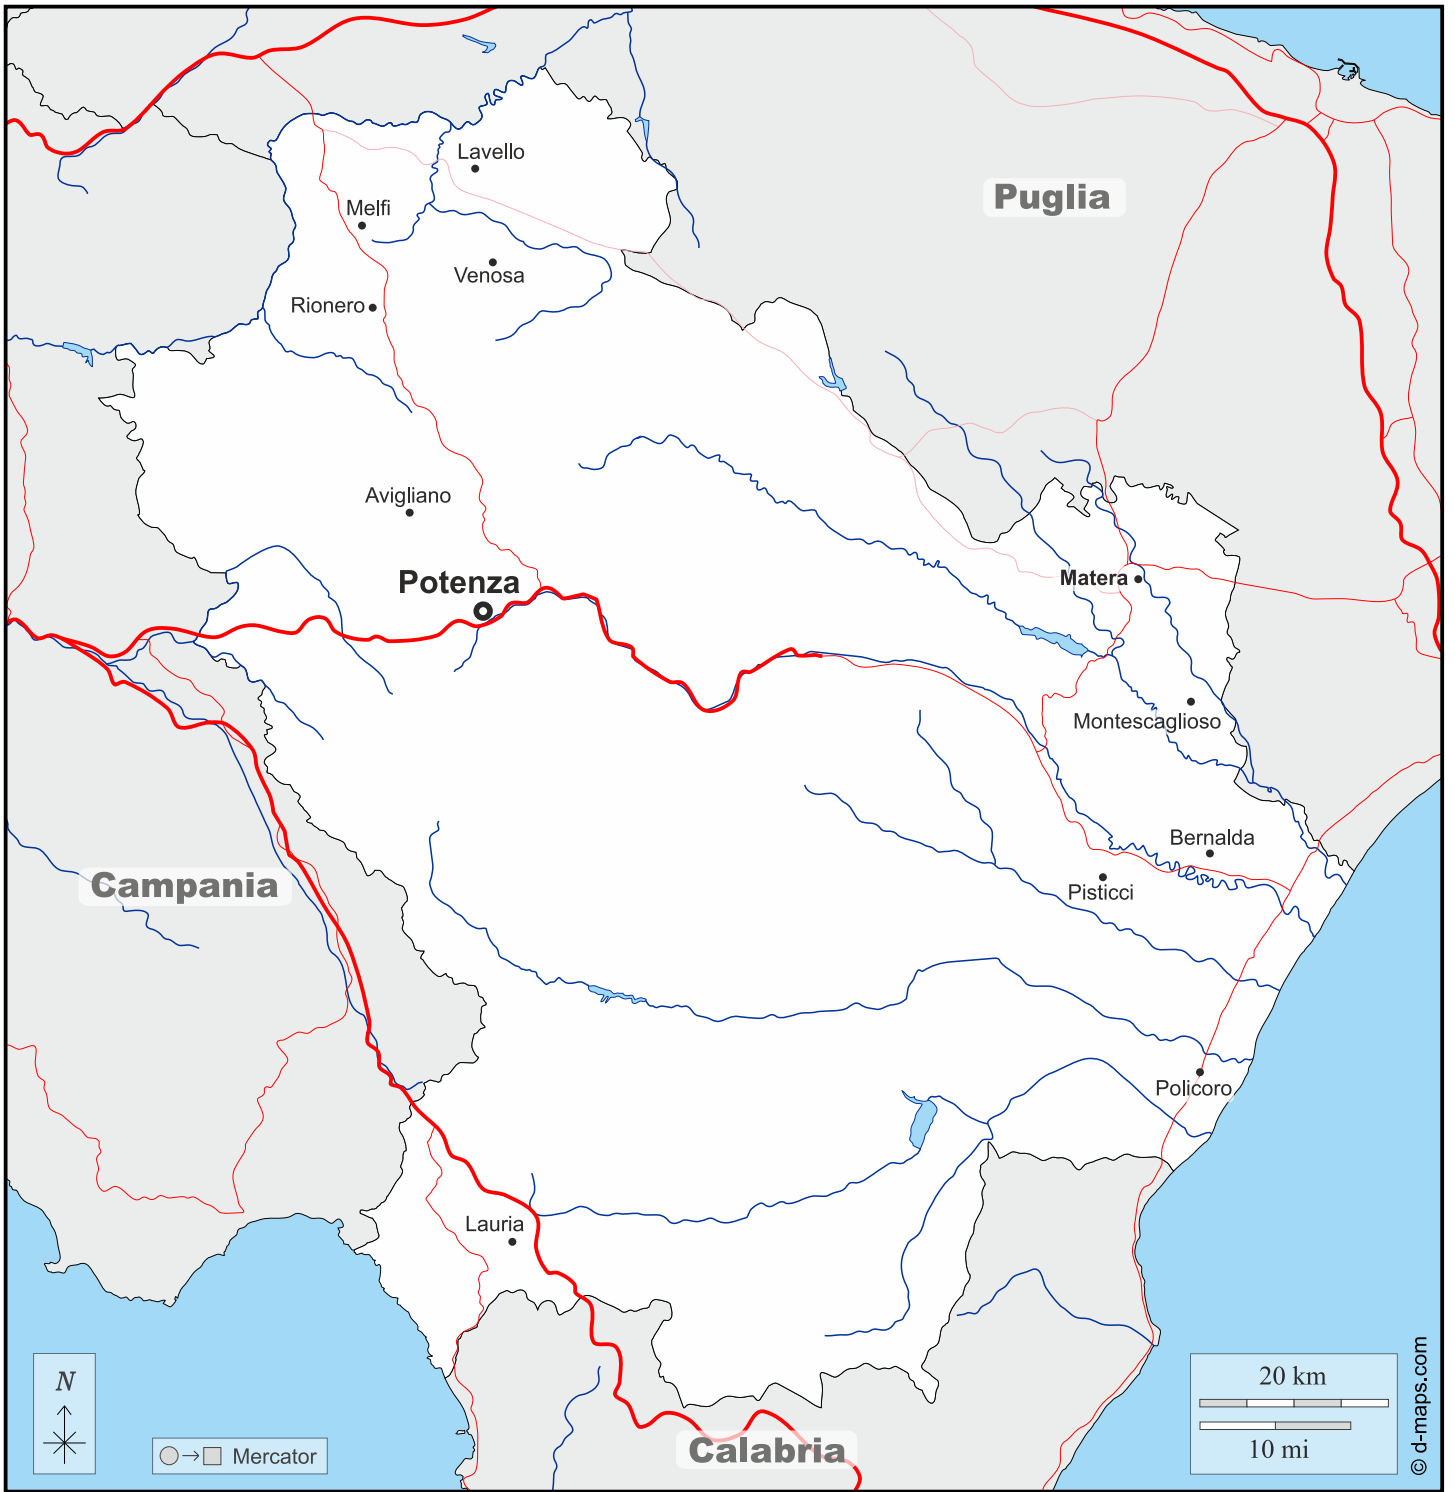 Lavello
Puglia
Melfi
Venosa
Rionero
Avigliano
Potenza
Matera
Montescaglioso
Bernalda
Campania
Pisticci
Policoro
Lauria
N
Mercator
Calabria
20 km
10 mi
© d-maps.com